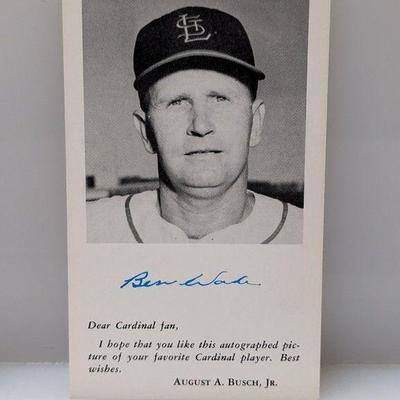 STL
Ben Wade
Dear Cardinal fan,
I hope that you like this autographed pic-
ture of your favorite Cardinal player. Best
wishes.
AUGUST A. BUSCH, JR.